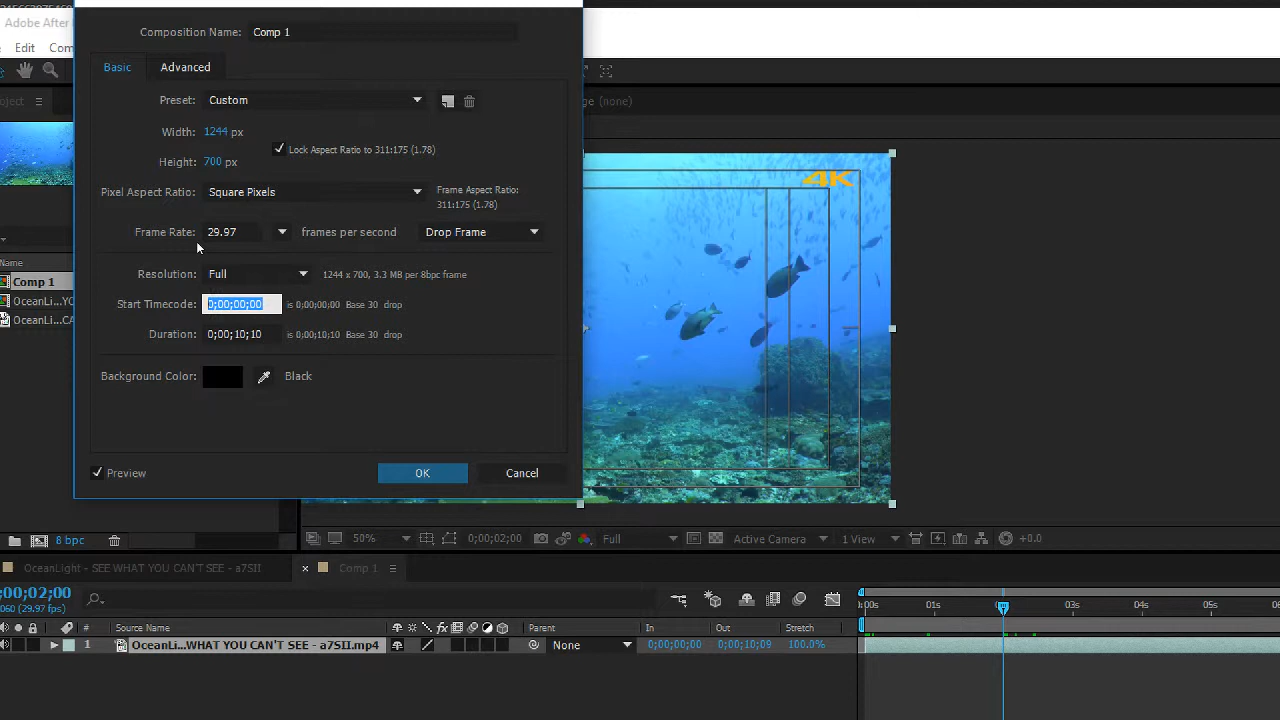 Adobe After
Edit Com
Composition Name: Comp 1
Basic Advanced
Preset: Custom
Width: 1244 px
Lock Aspect Ratio to 311:175 (1.78)
Height: 700 px
Pixel Aspect Ratio: Square Pixels
Frame Aspect Ratio:
311:175 (1.78)
Frame Rate: 29.97 frames per second Drop Frame
Resolution: Full 1244 x 700, 3.3 MB per 8bpc frame
Start Timecode: 0;00;00;00 is 0;00;00;00 Base 30 drop
Duration: 0;00;10;10 is 0;00;10;10 Base 30 drop
Background Color: Black
Preview OK Cancel
oject
ge (none)
4K
Comp 1
OceanLi...YO
OceanLi...CA
8 bpc
50% 0;00;02;00 Full Active Camera 1 View +0.0
OceanLight - SEE WHAT YOU CAN'T SEE - a7SII × Comp 1
;00;02;00
060 (29.97 fps)
:00s 01s 03s 04s 05s
# Source Name Parent In Out Stretch
1 OceanLi...WHAT YOU CAN'T SEE - a7SII.mp4 None 0;00;00;00 0;00;10;09 100.0%